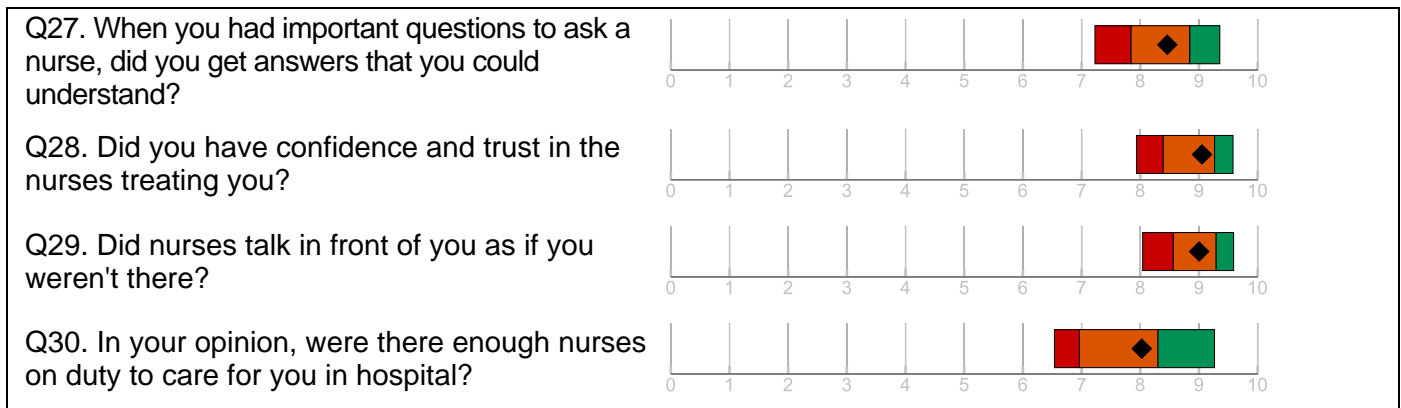 Q27. When you had important questions to ask a
nurse, did you get answers that you could
understand?
0 1 2 3 4 5 6 7 8 9 10
Q28. Did you have confidence and trust in the
nurses treating you?
0 1 2 3 4 5 6 7 8 9 10
Q29. Did nurses talk in front of you as if you
weren't there?
0 1 2 3 4 5 6 7 8 9 10
Q30. In your opinion, were there enough nurses
on duty to care for you in hospital?
0 1 2 3 4 5 6 7 8 9 10